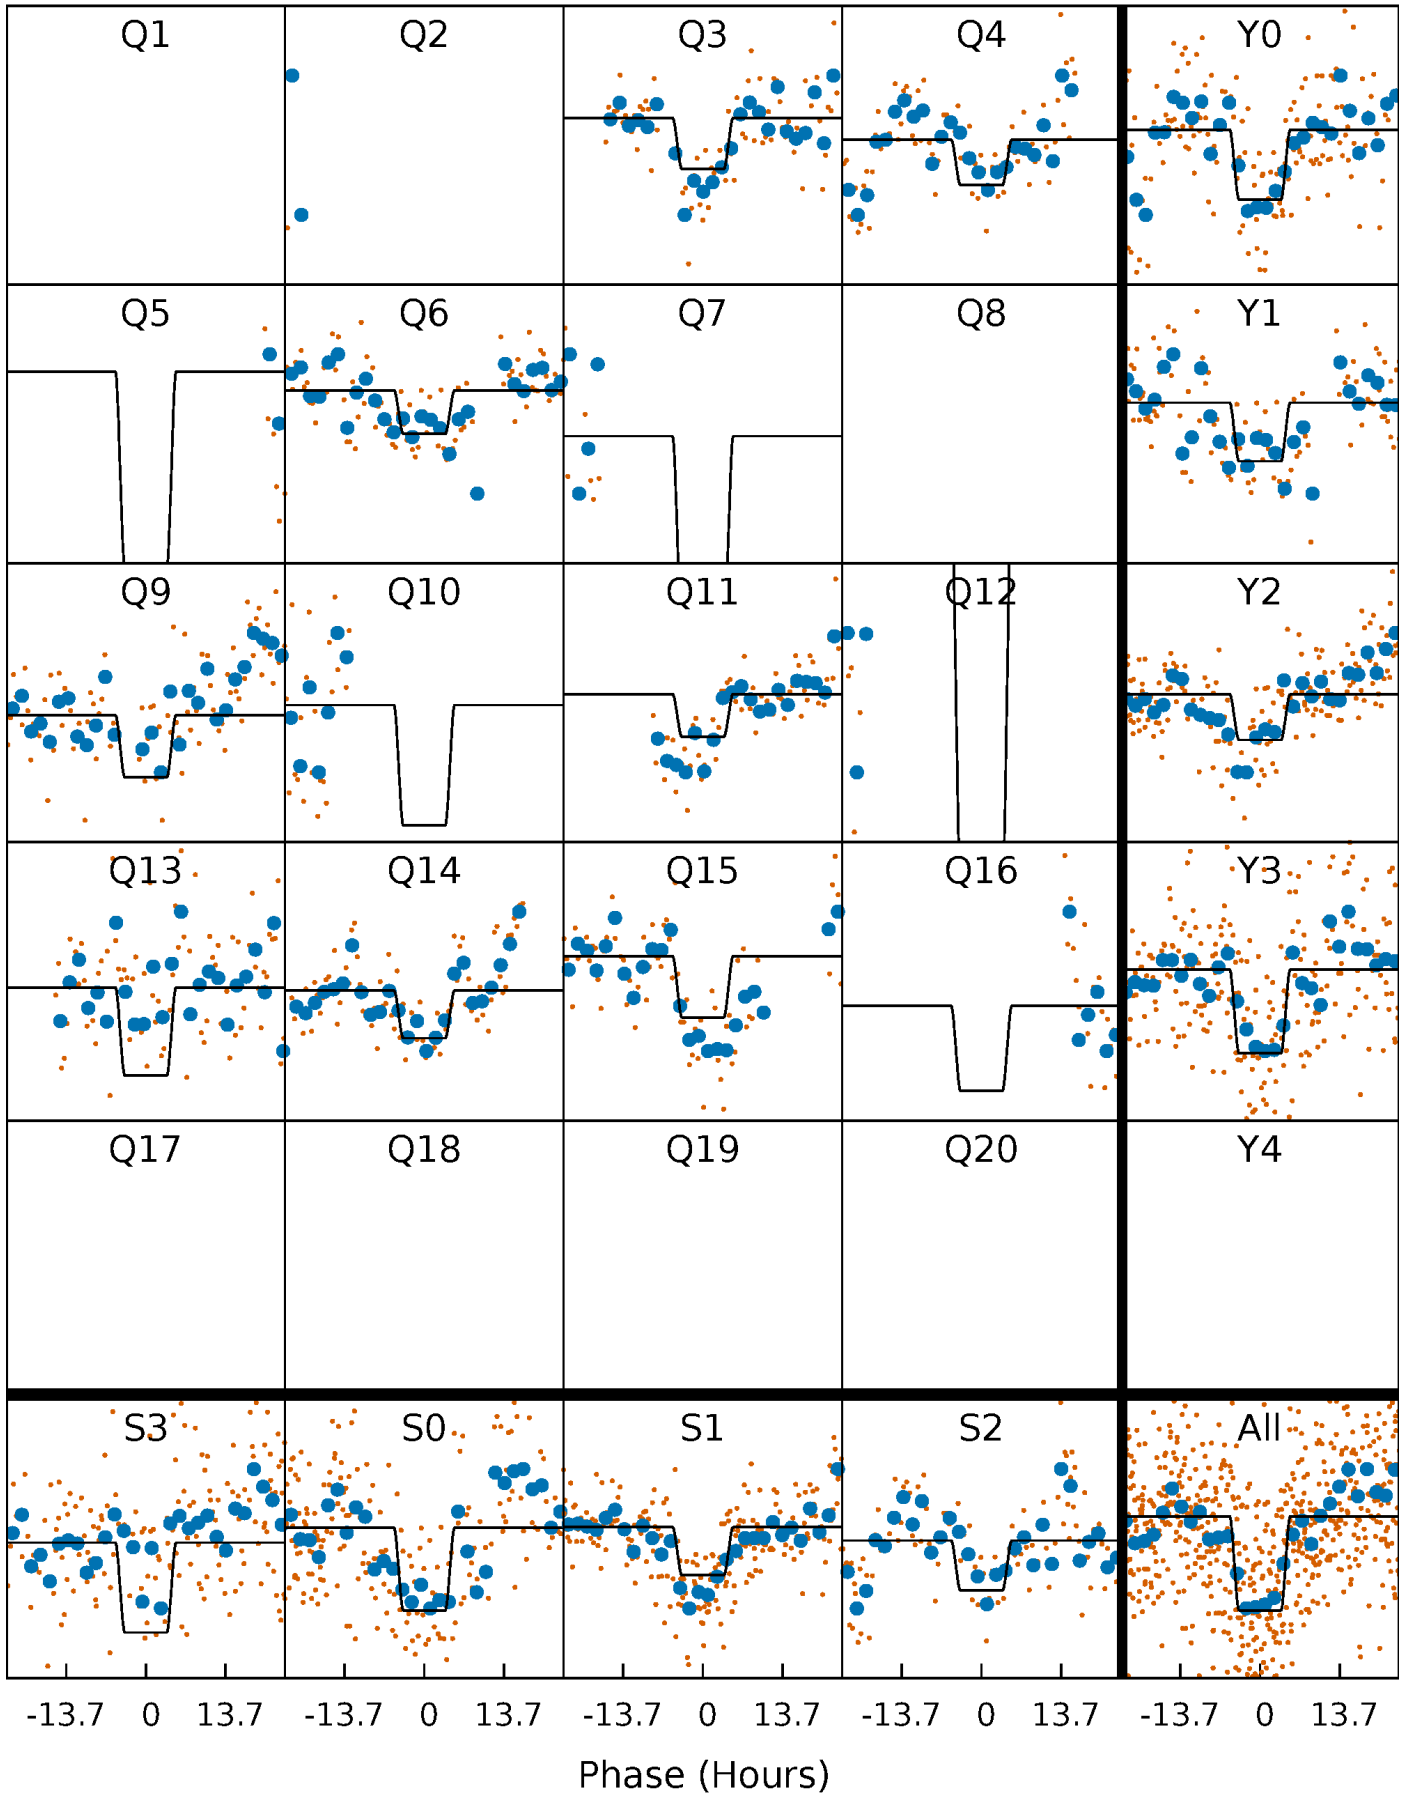 Q1 Q2 Q3 Q4 Y0
Q5 Q6 Q7 Q8 Y1
Q9 Q10 Q11 Q12 Y2
Q13 Q14 Q15 Q16 Y3
Q17 Q18 Q19 Q20 Y4
S3 S0 S1 S2 All
-13.7 0 13.7 -13.7 0 13.7 -13.7 0 13.7 -13.7 0 13.7 -13.7 0 13.7
Phase (Hours)